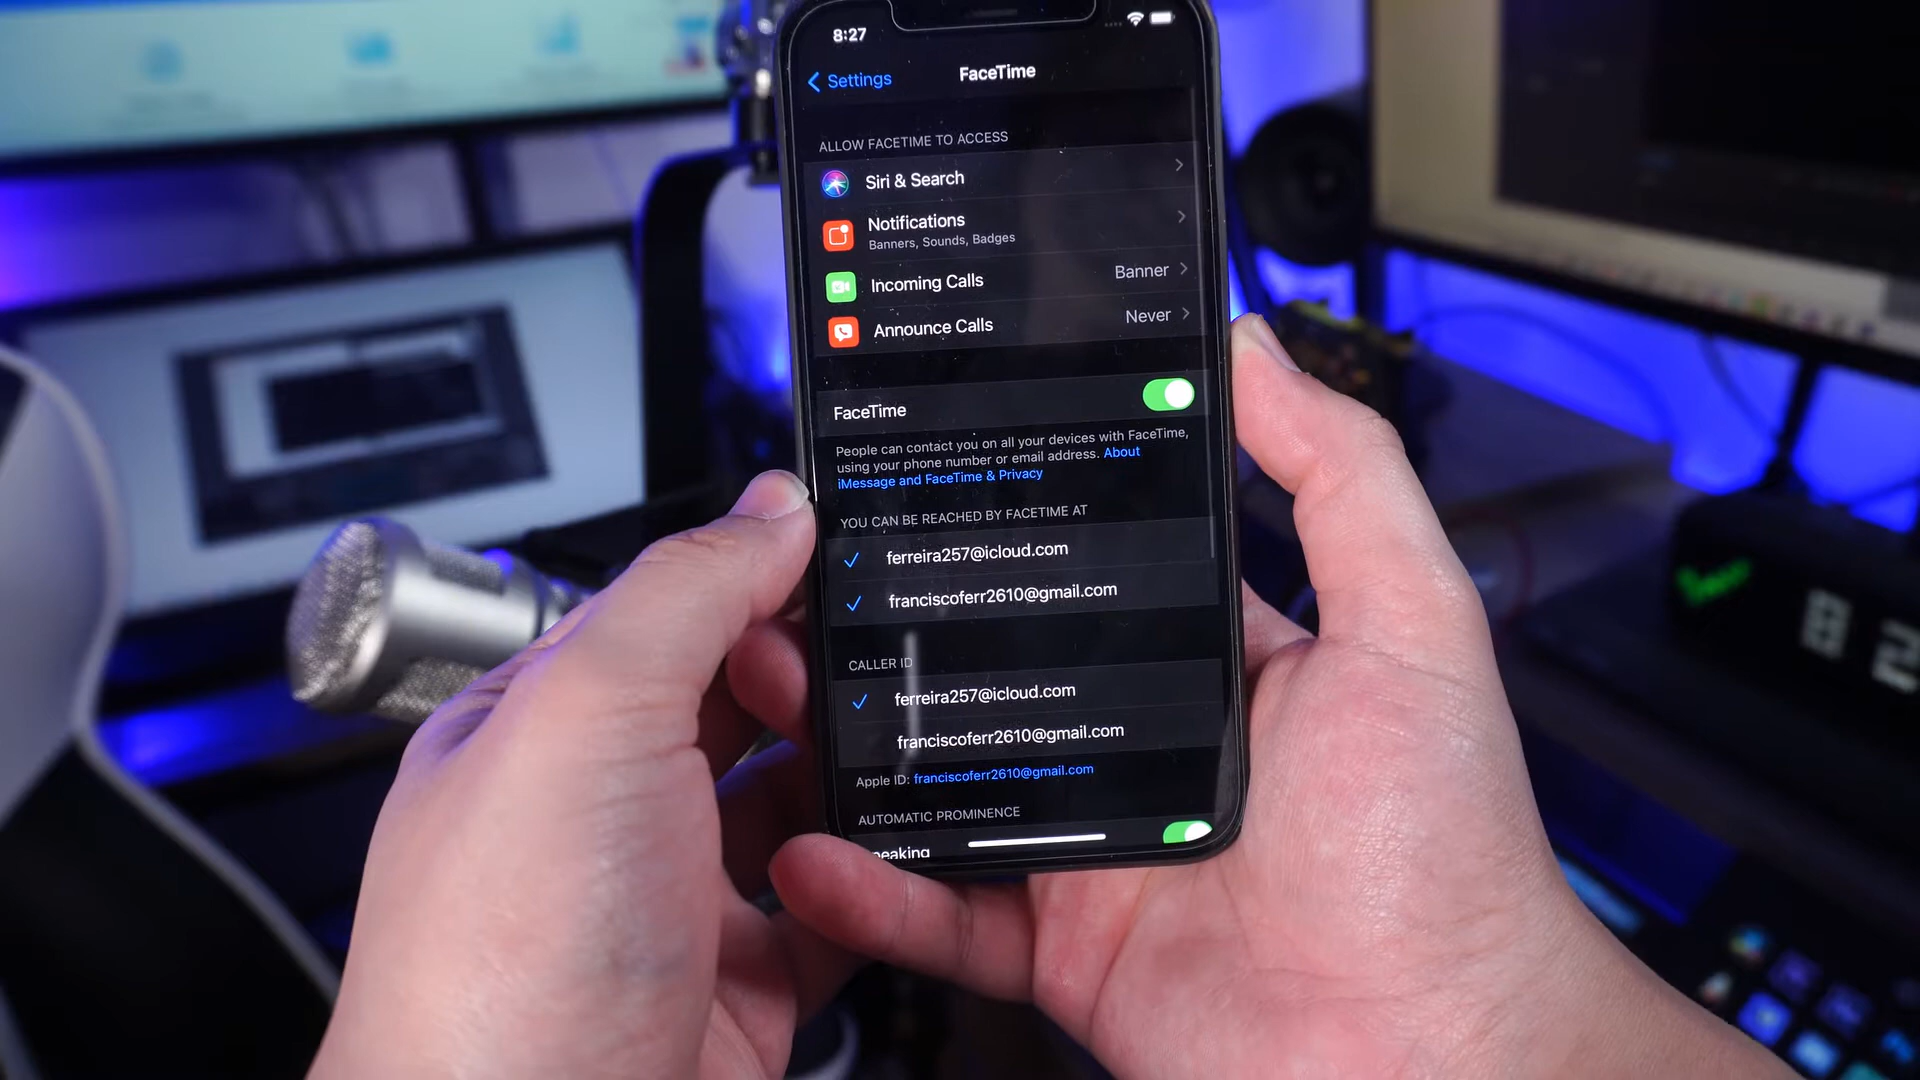 8:27
Settings
FaceTime
ALLOW FACETIME TO ACCESS
Siri & Search
Notifications
Banners, Sounds, Badges
Incoming Calls Banner
Announce Calls Never
FaceTime
People can contact you on all your devices with FaceTime,
using your phone number or email address. About
iMessage and FaceTime & Privacy
YOU CAN BE REACHED BY FACETIME AT
ferreira257@icloud.com
franciscoferr2610@gmail.com
CALLER ID
ferreira257@icloud.com
franciscoferr2610@gmail.com
Apple ID: franciscoferr2610@gmail.com
AUTOMATIC PROMINENCE
peaking